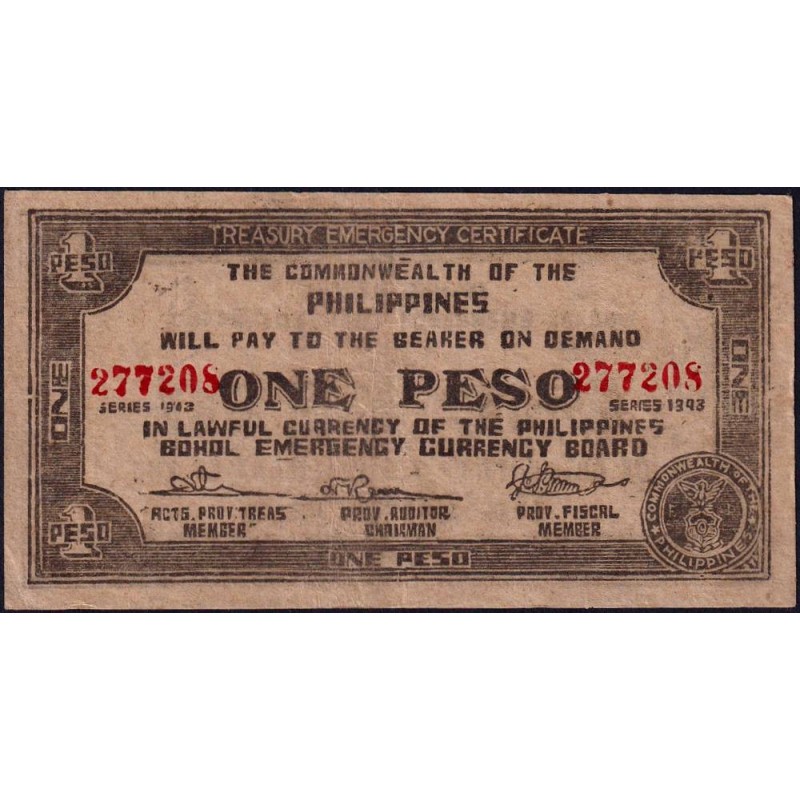 TREASURY EMERGENCY CERTIFICATE
1 PESO
1 PESO
THE COMMONWEALTH OF THE
PHILIPPINES
WILL PAY TO THE BEARER ON DEMAND
ONE
277208 ONE PESO 277208
ONE
SERIES 1943
SERIES 1943
IN LAWFUL CURRENCY OF THE PHILIPPINES
BOHOL EMERGENCY CURRENCY BOARD
ACTG. PROV. TREAS PROV. AUDITOR PROV. FISCAL
MEMBER CHAIRMAN MEMBER
1 PESO
ONE PESO
COMMONWEALTH OF THE PHILIPPINES